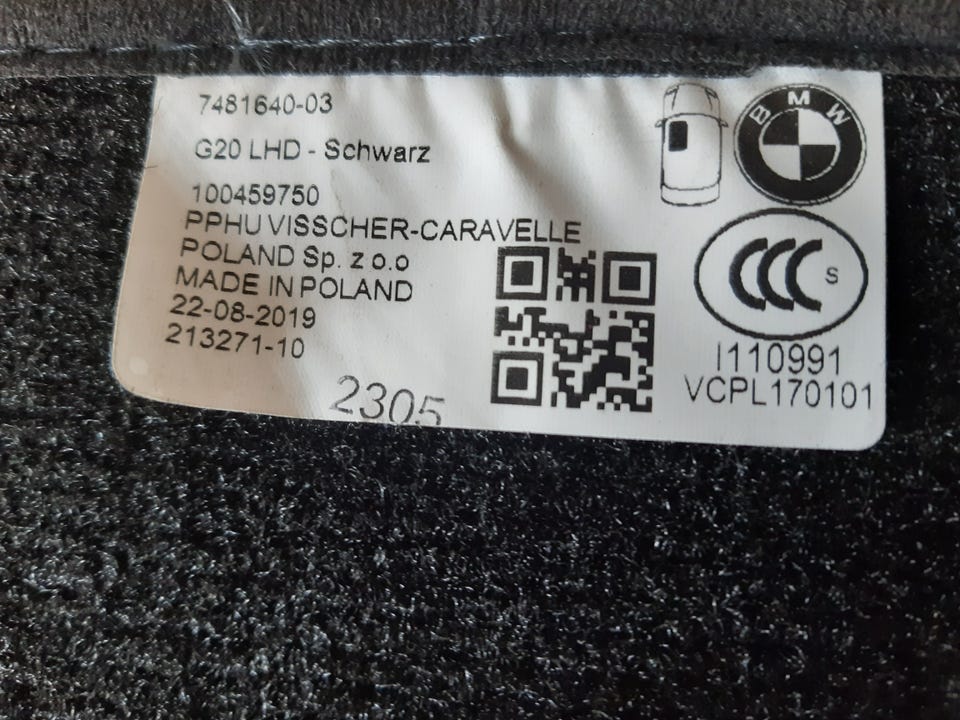 7481640-03
G20 LHD - Schwarz
100459750
PPHU VISSCHER-CARAVELLE
POLAND Sp. z o.o
MADE IN POLAND
22-08-2019
213271-10
2305
BMW
CCC S
I110991
VCPL170101